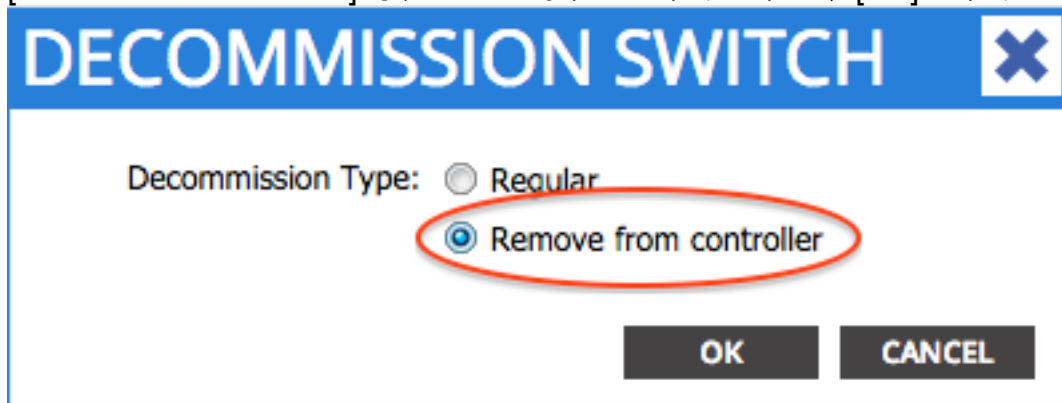 DECOMMISSION SWITCH
Decommission Type: Regular
Remove from controller
OK CANCEL